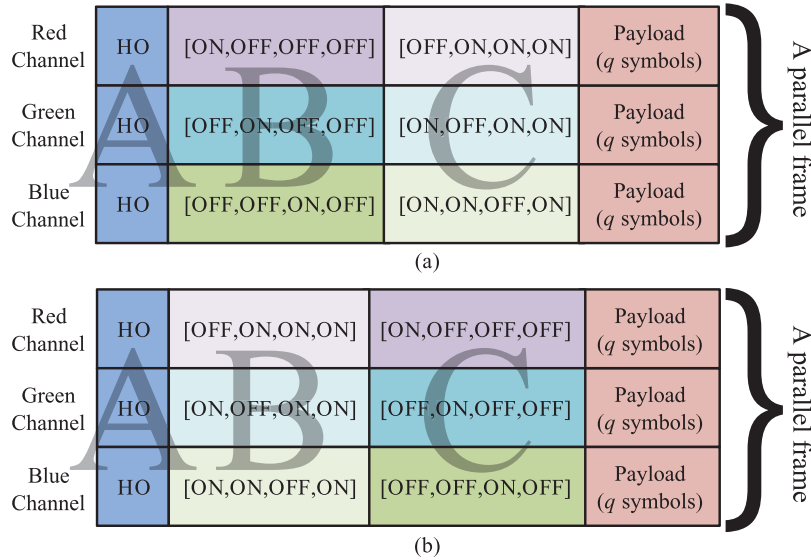 Red
Channel
HO
[ON,OFF,OFF,OFF]
[OFF,ON,ON,ON]
Payload
(q symbols)
Green
Channel
HO
[OFF,ON,OFF,OFF]
[ON,OFF,ON,ON]
Payload
(q symbols)
Blue
Channel
HO
[OFF,OFF,ON,OFF]
[ON,ON,OFF,ON]
Payload
(q symbols)
A B C
A parallel frame
(a)
Red
Channel
HO
[OFF,ON,ON,ON]
[ON,OFF,OFF,OFF]
Payload
(q symbols)
Green
Channel
HO
[ON,OFF,ON,ON]
[OFF,ON,OFF,OFF]
Payload
(q symbols)
Blue
Channel
HO
[ON,ON,OFF,ON]
[OFF,OFF,ON,OFF]
Payload
(q symbols)
A B C
A parallel frame
(b)